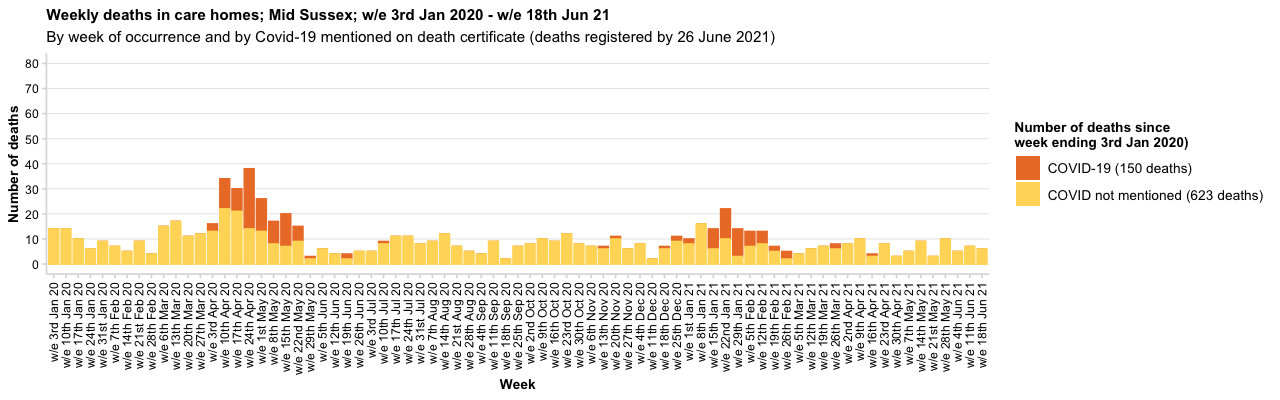 Weekly deaths in care homes; Mid Sussex; w/e 3rd Jan 2020 - w/e 18th Jun 21
By week of occurrence and by Covid-19 mentioned on death certificate (deaths registered by 26 June 2021)
Number of deaths
80
70
60
50
40
30
20
10
0
w/e 3rd Jan 20
w/e 10th Jan 20
w/e 17th Jan 20
w/e 24th Jan 20
w/e 31st Jan 20
w/e 7th Feb 20
w/e 14th Feb 20
w/e 21st Feb 20
w/e 28th Feb 20
w/e 6th Mar 20
w/e 13th Mar 20
w/e 20th Mar 20
w/e 27th Mar 20
w/e 3rd Apr 20
w/e 10th Apr 20
w/e 17th Apr 20
w/e 24th Apr 20
w/e 1st May 20
w/e 8th May 20
w/e 15th May 20
w/e 22nd May 20
w/e 29th May 20
w/e 5th Jun 20
w/e 12th Jun 20
w/e 19th Jun 20
w/e 26th Jun 20
w/e 3rd Jul 20
w/e 10th Jul 20
w/e 17th Jul 20
w/e 24th Jul 20
w/e 31st Jul 20
w/e 7th Aug 20
w/e 14th Aug 20
w/e 21st Aug 20
w/e 28th Aug 20
w/e 4th Sep 20
w/e 11th Sep 20
w/e 18th Sep 20
w/e 25th Sep 20
w/e 2nd Oct 20
w/e 9th Oct 20
w/e 16th Oct 20
w/e 23rd Oct 20
w/e 30th Oct 20
w/e 6th Nov 20
w/e 13th Nov 20
w/e 20th Nov 20
w/e 27th Nov 20
w/e 4th Dec 20
w/e 11th Dec 20
w/e 18th Dec 20
w/e 25th Dec 20
w/e 1st Jan 21
w/e 8th Jan 21
w/e 15th Jan 21
w/e 22nd Jan 21
w/e 29th Jan 21
w/e 5th Feb 21
w/e 12th Feb 21
w/e 19th Feb 21
w/e 26th Feb 21
w/e 5th Mar 21
w/e 12th Mar 21
w/e 19th Mar 21
w/e 26th Mar 21
w/e 2nd Apr 21
w/e 9th Apr 21
w/e 16th Apr 21
w/e 23rd Apr 21
w/e 30th Apr 21
w/e 7th May 21
w/e 14th May 21
w/e 21st May 21
w/e 28th May 21
w/e 4th Jun 21
w/e 11th Jun 21
w/e 18th Jun 21
Week
Number of deaths since
week ending 3rd Jan 2020)
COVID-19 (150 deaths)
COVID not mentioned (623 deaths)